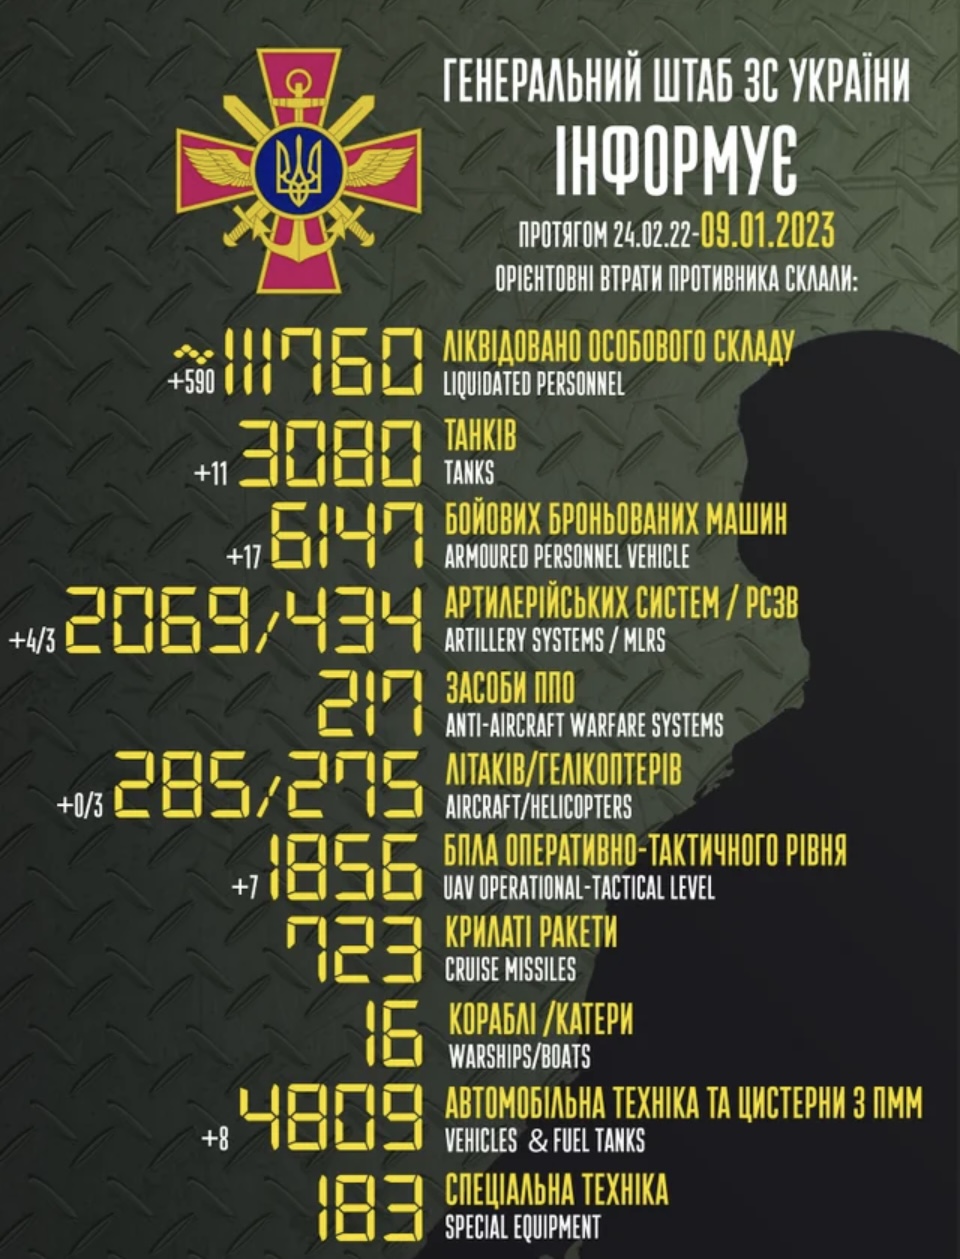 ГЕНЕРАЛЬНИЙ ШТАБ ЗС УКРАЇНИ
ІНФОРМУЄ
ПРОТЯГОМ 24.02.22-09.01.2023
ОРІЄНТОВНІ ВТРАТИ ПРОТИВНИКА СКЛАЛИ:
+590 ≈111760 ЛІКВІДОВАНО ОСОБОВОГО СКЛАДУ
LIQUIDATED PERSONNEL
+11 3080 ТАНКІВ
TANKS
+17 6147 БОЙОВИХ БРОНЬОВАНИХ МАШИН
ARMOURED PERSONNEL VEHICLE
+4/3 2069/434 АРТИЛЕРІЙСЬКИХ СИСТЕМ / РСЗВ
ARTILLERY SYSTEMS / MLRS
217 ЗАСОБИ ППО
ANTI-AIRCRAFT WARFARE SYSTEMS
+0/3 285/275 ЛІТАКІВ/ГЕЛІКОПТЕРІВ
AIRCRAFT/HELICOPTERS
+7 1856 БПЛА ОПЕРАТИВНО-ТАКТИЧНОГО РІВНЯ
UAV OPERATIONAL-TACTICAL LEVEL
723 КРИЛАТІ РАКЕТИ
CRUISE MISSILES
16 КОРАБЛІ /КАТЕРИ
WARSHIPS/BOATS
+8 4809 АВТОМОБІЛЬНА ТЕХНІКА ТА ЦИСТЕРНИ З ПММ
VEHICLES & FUEL TANKS
183 СПЕЦІАЛЬНА ТЕХНІКА
SPECIAL EQUIPMENT